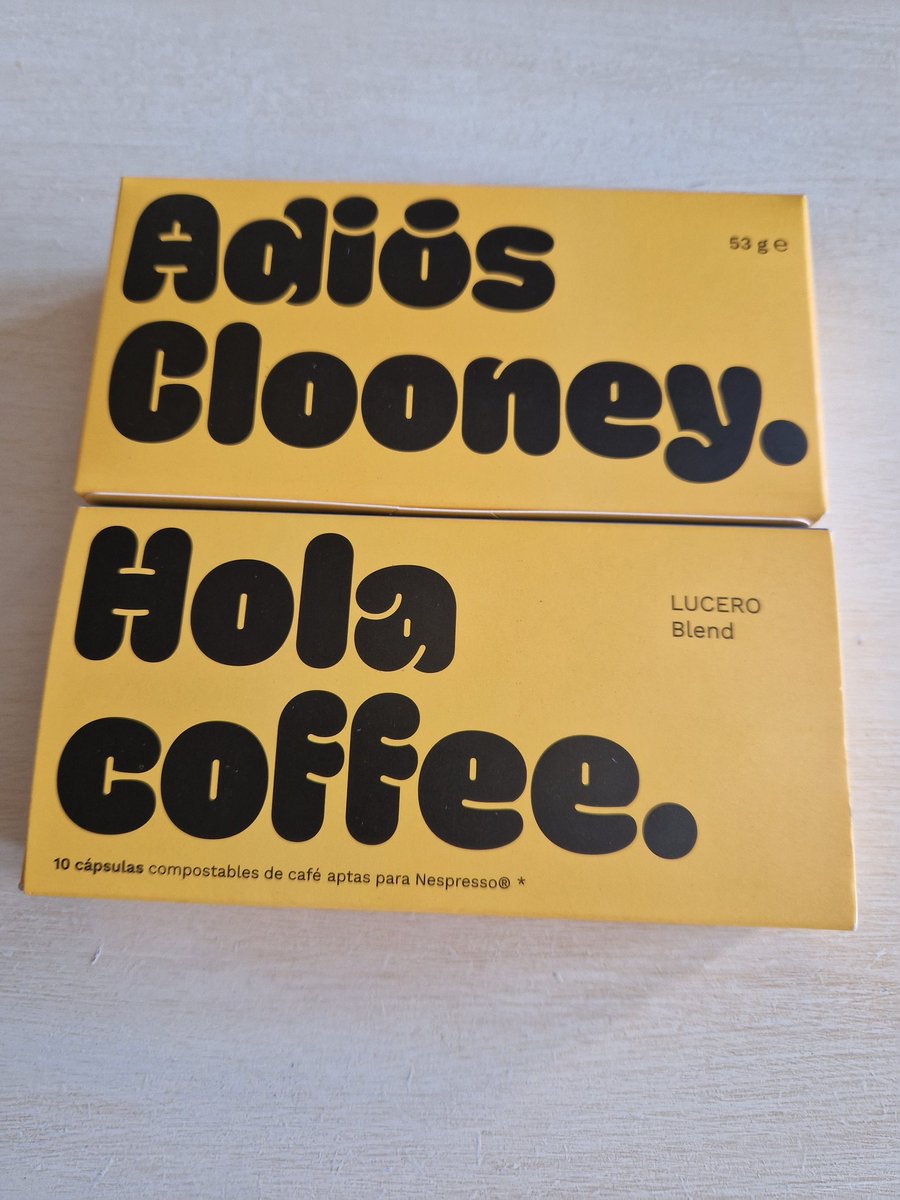 Adiós
Clooney.
53 g ℮
Hola
coffee.
LUCERO
Blend
10 cápsulas compostables de café aptas para Nespresso® *